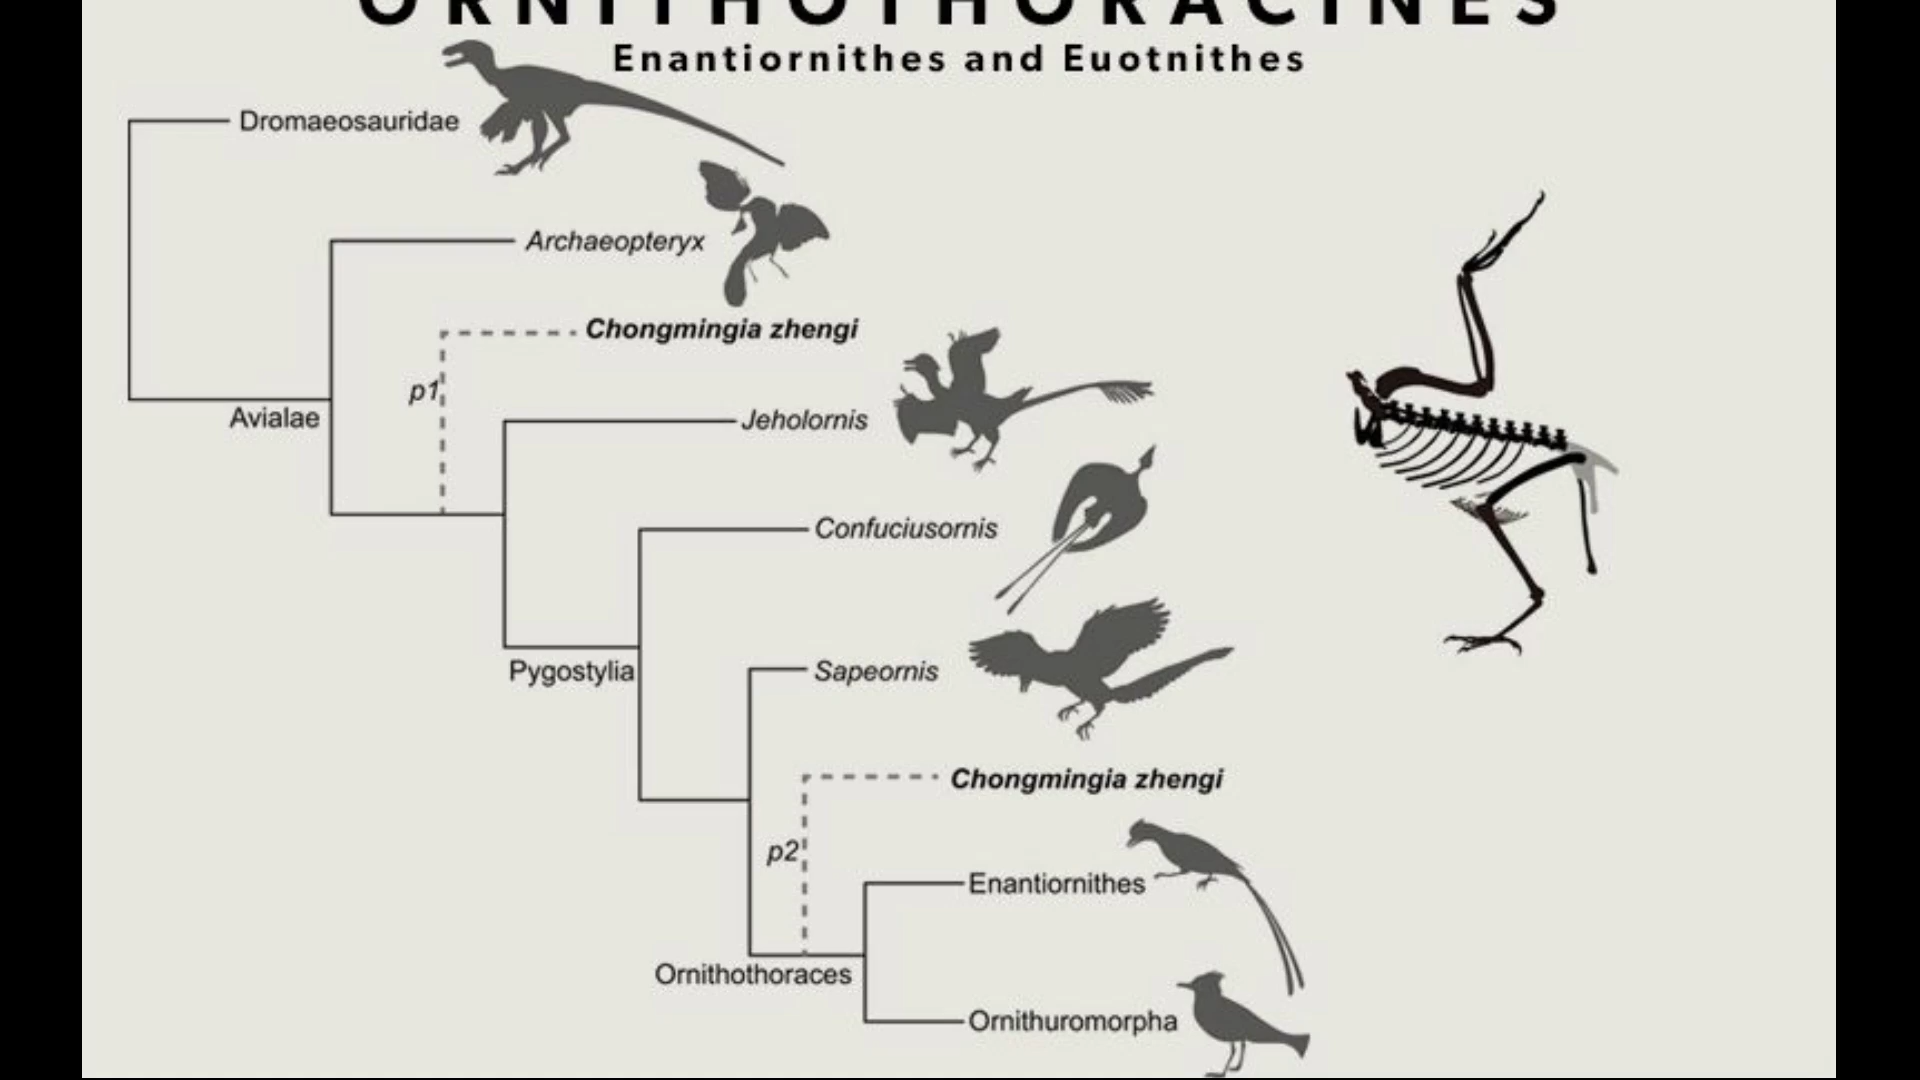 ORNITHOTHORACINES
Enantiornithes and Euotnithes
Dromaeosauridae
Archaeopteryx
Chongmingia zhengi
p1
Avialae
Jeholornis
Confuciusornis
Pygostylia
Sapeornis
Chongmingia zhengi
p2
Enantiornithes
Ornithothoraces
Ornithuromorpha